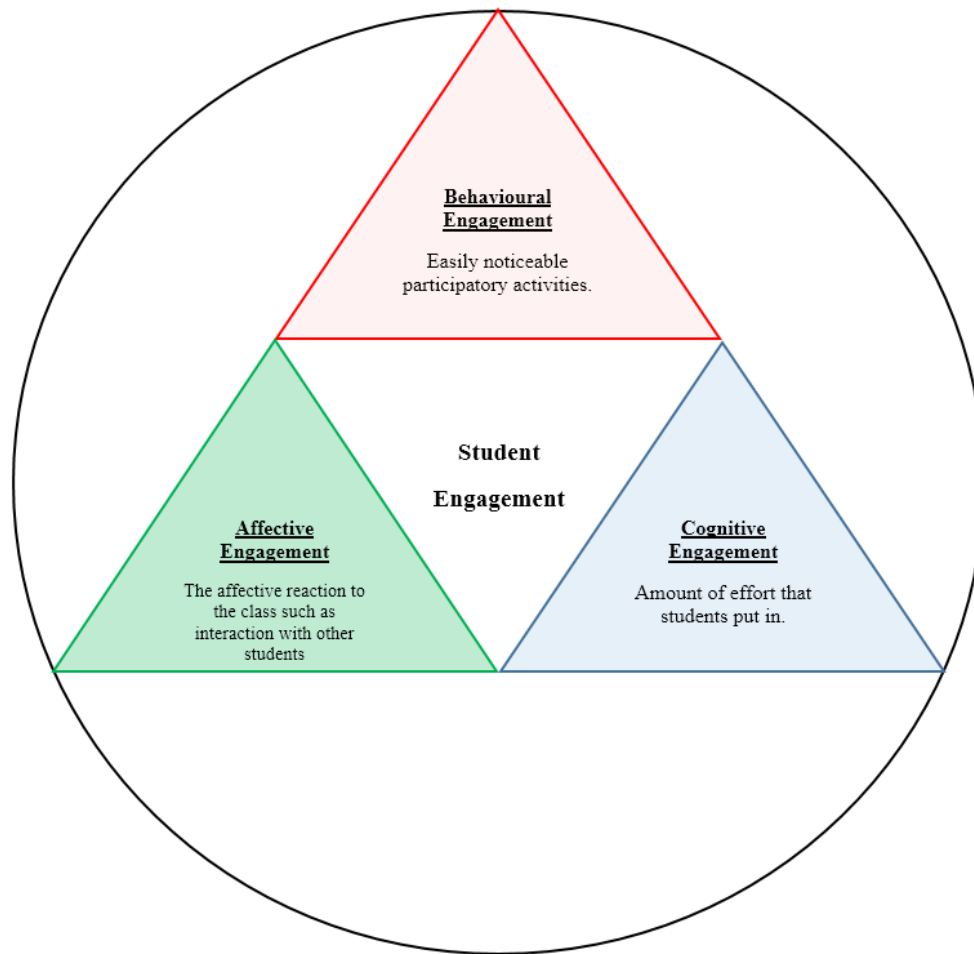 Behavioural
Engagement
Easily noticeable
participatory activities.
Student
Engagement
Affective
Engagement
The affective reaction to
the class such as
interaction with other
students
Cognitive
Engagement
Amount of effort that
students put in.